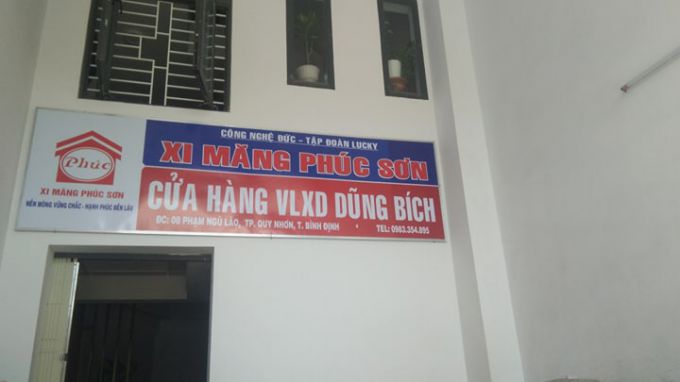 CÔNG NGHỆ ĐỨC - TẬP ĐOÀN LUCKY
XI MĂNG PHÚC SƠN
Phúc
XI MĂNG PHÚC SƠN
NỀN MÓNG VỮNG CHẮC - HẠNH PHÚC BỀN LÂU
CỬA HÀNG VLXD DŨNG BÍCH
ĐC: 08 PHẠM NGŨ LÃO, TP. QUY NHƠN, T. BÌNH ĐỊNH
TEL: 0983.354.895